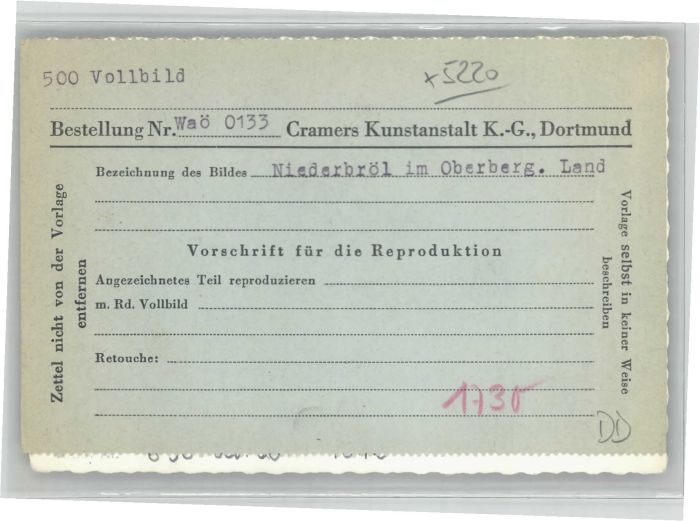 500 Vollbild
x5220
Bestellung Nr. Waö 0133 Cramers Kunstanstalt K.-G., Dortmund
Bezeichnung des Bildes Niederbröl im Oberberg. Land
Vorschrift für die Reproduktion
Angezeichnetes Teil reproduzieren
m. Rd. Vollbild
Retouche:
1730
DD
Zettel nicht von der Vorlage
entfernen
Vorlage selbst in keiner Weise
beschreiben